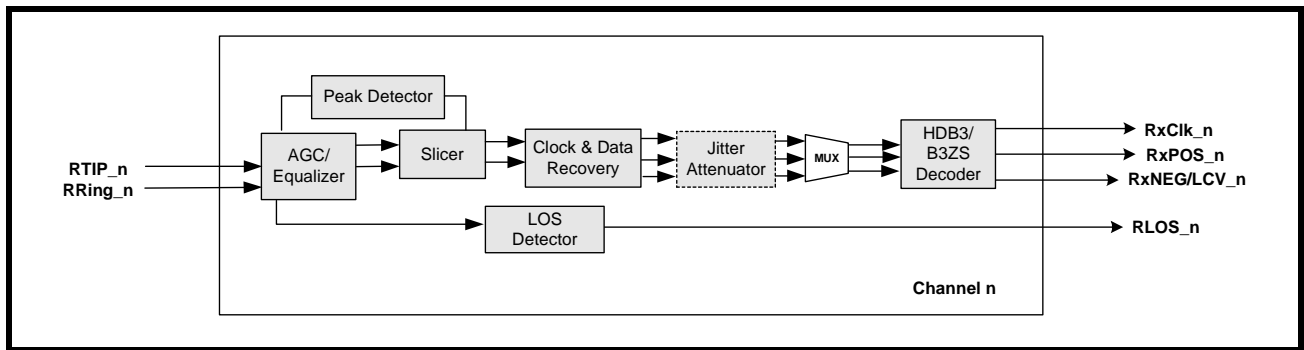 Peak Detector
AGC/
Equalizer
Slicer
Clock & Data
Recovery
Jitter
Attenuator
MUX
HDB3/
B3ZS
Decoder
LOS
Detector
RTIP_n
RRing_n
RxClk_n
RxPOS_n
RxNEG/LCV_n
RLOS_n
Channel n